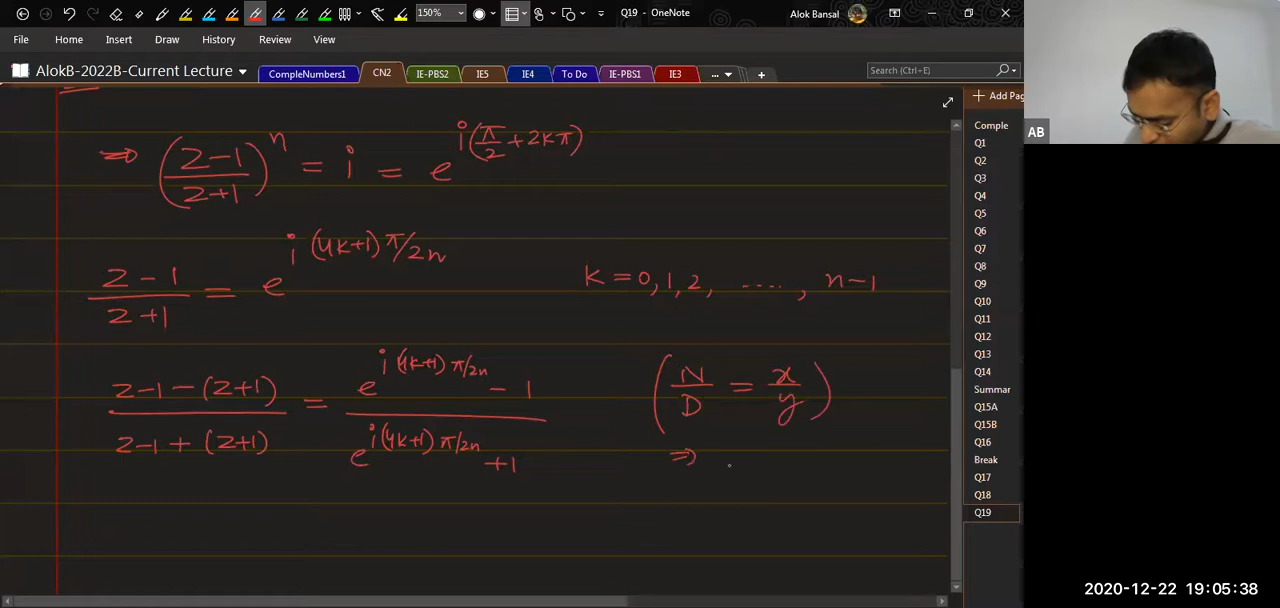 Q19 - OneNote
Alok Bansal
150%
File Home Insert Draw History Review View
AlokB-2022B-Current Lecture
CompleNumbers1 CN2 IE-PBS2 IE5 IE4 To Do IE-PBS1 IE3 ... +
Search (Ctrl+E)
Add Pag
AB
Comple
Q1
Q2
Q3
Q4
Q5
Q6
Q7
Q8
Q9
Q10
Q11
Q12
Q13
Q14
Summar
Q15A
Q15B
Q16
Break
Q17
Q18
Q19
⇒ ((z-1)/(z+1))^n = i = e^{i(π/2 + 2kπ)}
(z-1)/(z+1) = e^{i(4k+1)π/2n} k = 0, 1, 2, ...., n-1
(z-1-(z+1))/(z-1+(z+1)) = (e^{i(4k+1)π/2n} - 1)/(e^{i(4k+1)π/2n} + 1) (N/D = x/y)
⇒
2020-12-22 19:05:38